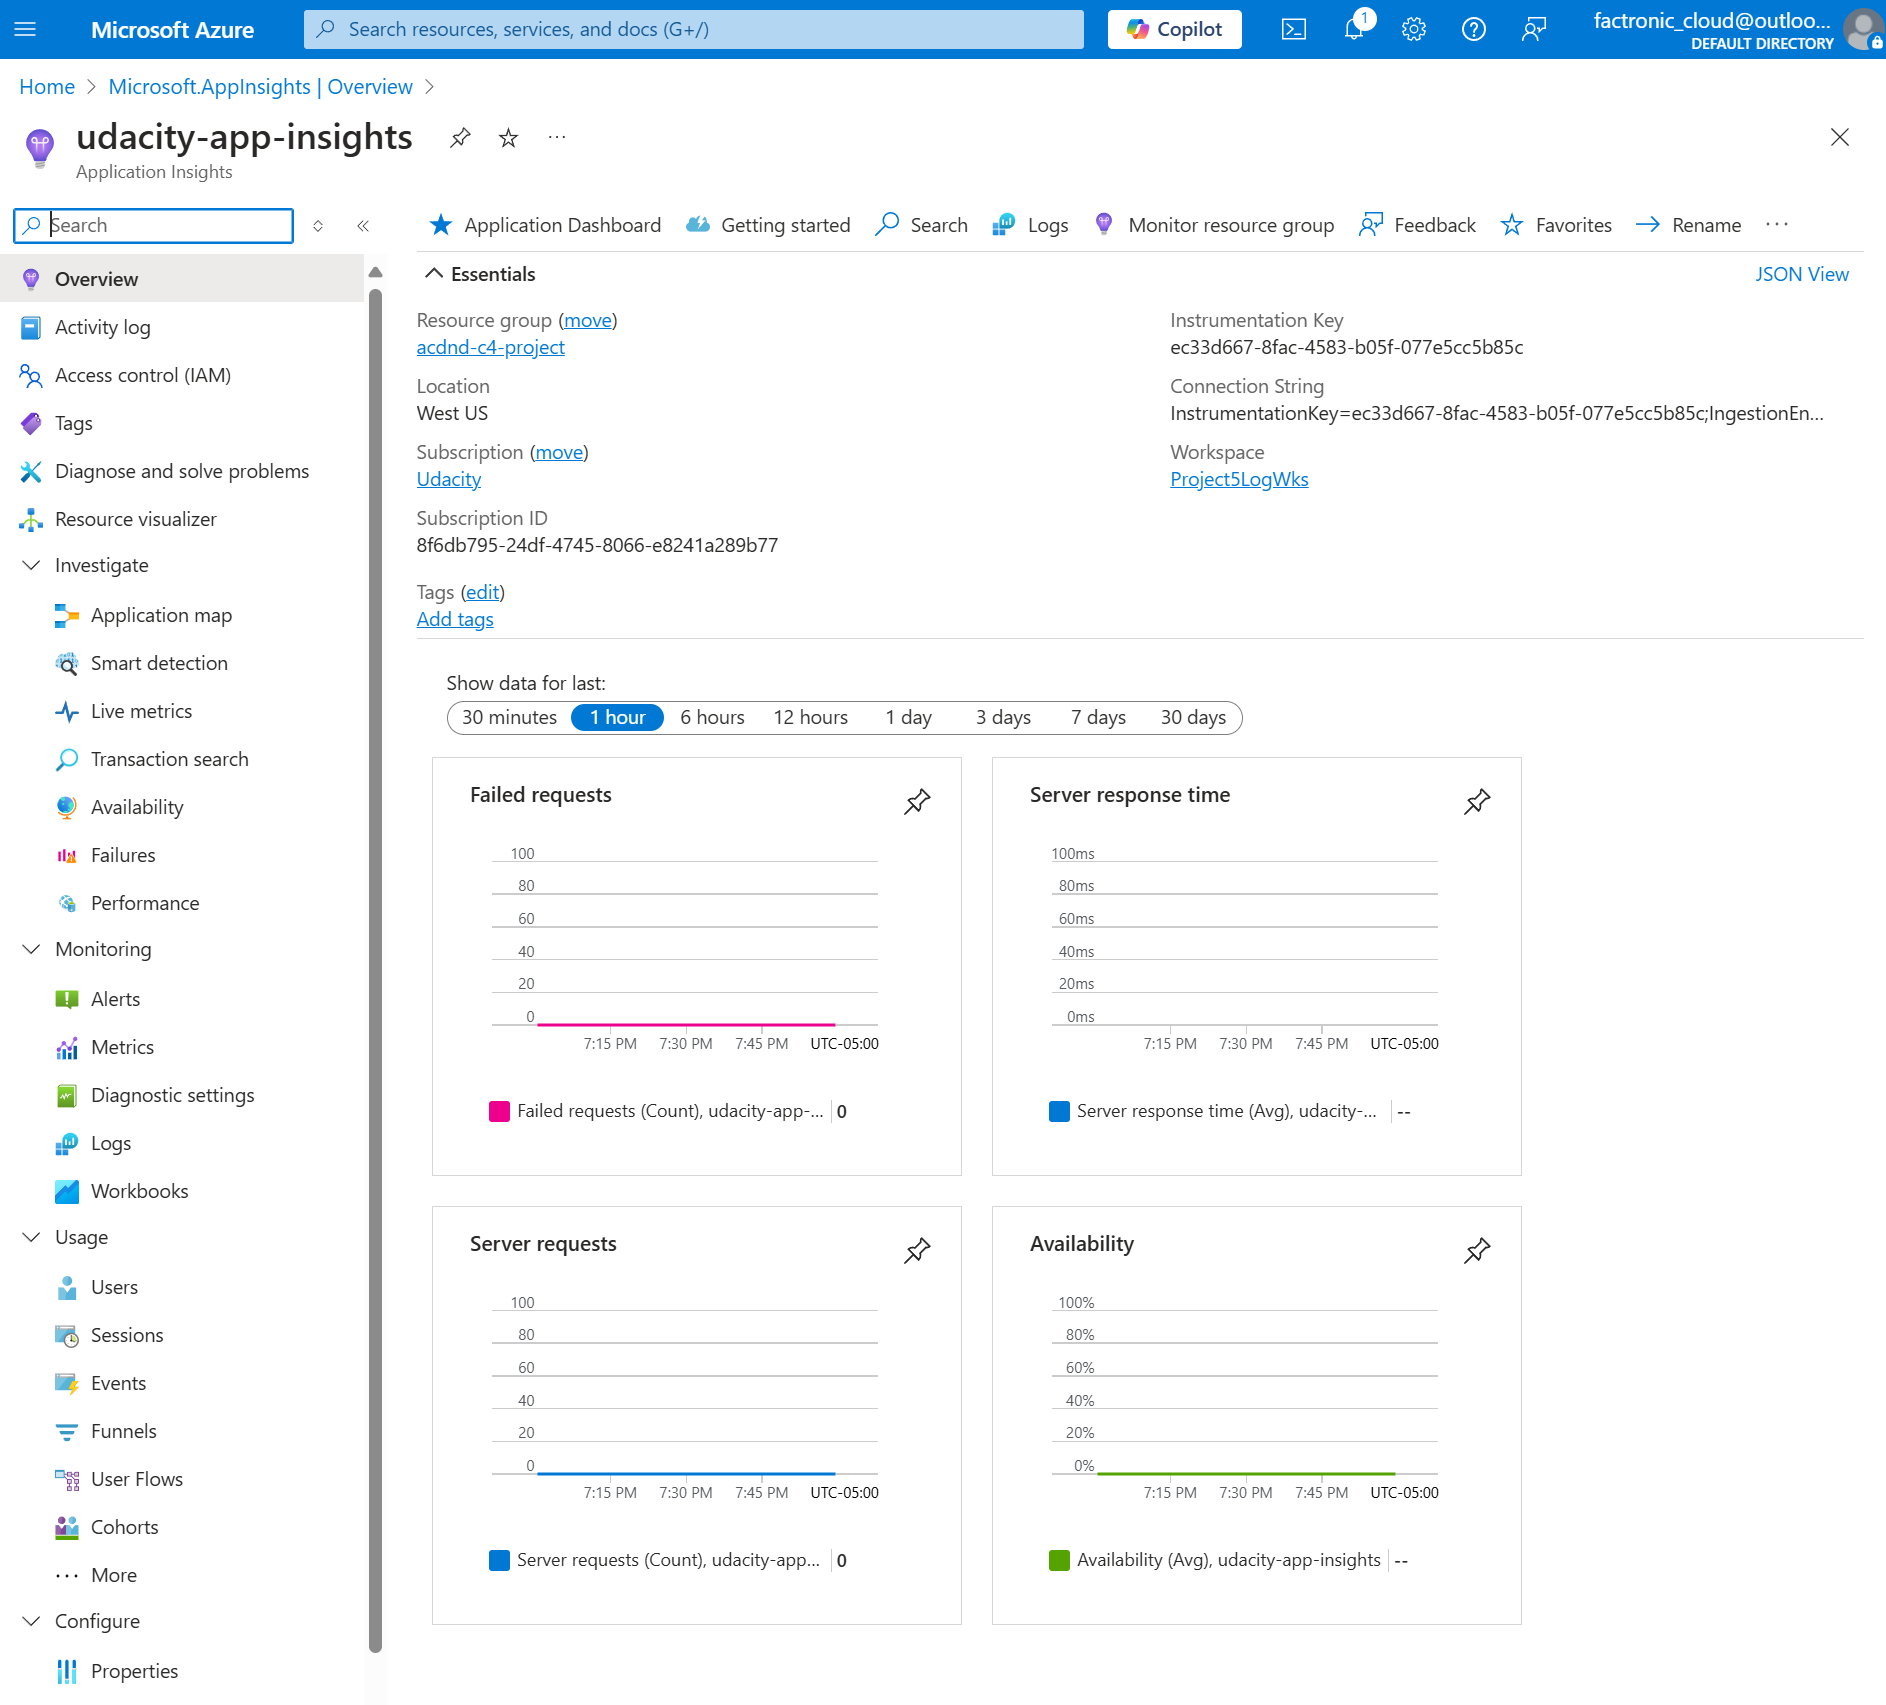 Microsoft Azure
Search resources, services, and docs (G+/)
Copilot
1
factronic_cloud@outloo...
DEFAULT DIRECTORY
Home > Microsoft.AppInsights | Overview >
udacity-app-insights
Application Insights
Search
Application Dashboard
Getting started
Search
Logs
Monitor resource group
Feedback
Favorites
Rename
Overview
Activity log
Access control (IAM)
Tags
Diagnose and solve problems
Resource visualizer
Investigate
Application map
Smart detection
Live metrics
Transaction search
Availability
Failures
Performance
Monitoring
Alerts
Metrics
Diagnostic settings
Logs
Workbooks
Usage
Users
Sessions
Events
Funnels
User Flows
Cohorts
More
Configure
Properties
Essentials
JSON View
Resource group (move)
acdnd-c4-project
Location
West US
Subscription (move)
Udacity
Subscription ID
8f6db795-24df-4745-8066-e8241a289b77
Tags (edit)
Add tags
Instrumentation Key
ec33d667-8fac-4583-b05f-077e5cc5b85c
Connection String
InstrumentationKey=ec33d667-8fac-4583-b05f-077e5cc5b85c;IngestionEn...
Workspace
Project5LogWks
Show data for last:
30 minutes 1 hour 6 hours 12 hours 1 day 3 days 7 days 30 days
Failed requests
100
80
60
40
20
0
7:15 PM 7:30 PM 7:45 PM UTC-05:00
Failed requests (Count), udacity-app-... 0
Server response time
100ms
80ms
60ms
40ms
20ms
0ms
7:15 PM 7:30 PM 7:45 PM UTC-05:00
Server response time (Avg), udacity-... --
Server requests
100
80
60
40
20
0
7:15 PM 7:30 PM 7:45 PM UTC-05:00
Server requests (Count), udacity-app... 0
Availability
100%
80%
60%
40%
20%
0%
7:15 PM 7:30 PM 7:45 PM UTC-05:00
Availability (Avg), udacity-app-insights --